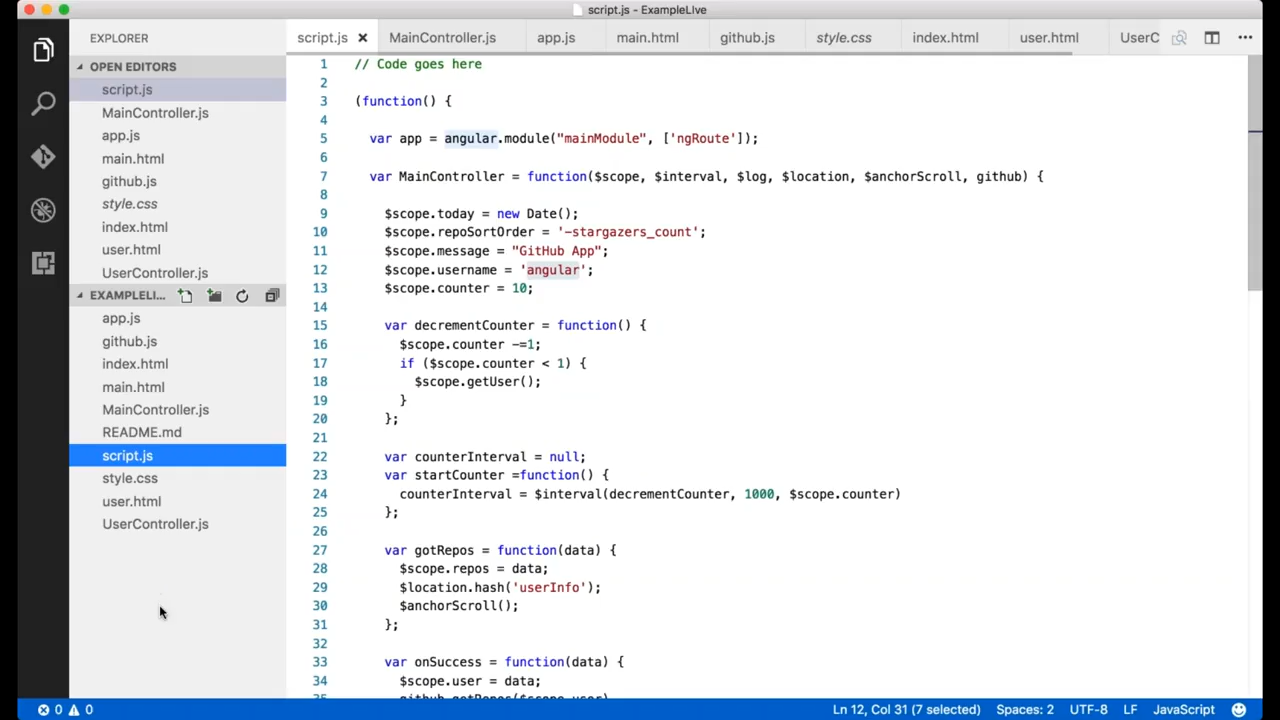 script.js - ExampleLIve
EXPLORER
OPEN EDITORS
script.js
MainController.js
app.js
main.html
github.js
style.css
index.html
user.html
UserController.js
EXAMPLELI...
app.js
github.js
index.html
main.html
MainController.js
README.md
script.js
style.css
user.html
UserController.js
script.js MainController.js app.js main.html github.js style.css index.html user.html UserC
1 // Code goes here
2
3 (function() {
4
5 var app = angular.module("mainModule", ['ngRoute']);
6
7 var MainController = function($scope, $interval, $log, $location, $anchorScroll, github) {
8
9 $scope.today = new Date();
10 $scope.repoSortOrder = '-stargazers_count';
11 $scope.message = "GitHub App";
12 $scope.username = 'angular';
13 $scope.counter = 10;
14
15 var decrementCounter = function() {
16 $scope.counter -=1;
17 if ($scope.counter < 1) {
18 $scope.getUser();
19 }
20 };
21
22 var counterInterval = null;
23 var startCounter =function() {
24 counterInterval = $interval(decrementCounter, 1000, $scope.counter)
25 };
26
27 var gotRepos = function(data) {
28 $scope.repos = data;
29 $location.hash('userInfo');
30 $anchorScroll();
31 };
32
33 var onSuccess = function(data) {
34 $scope.user = data;
35 github.getRepos($scope.user)
0 0
Ln 12, Col 31 (7 selected) Spaces: 2 UTF-8 LF JavaScript